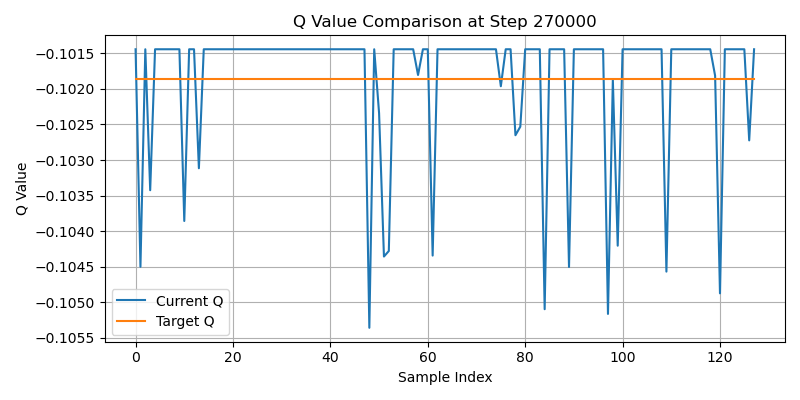 Q Value Comparison at Step 270000
Q Value
−0.1015
−0.1020
−0.1025
−0.1030
−0.1035
−0.1040
−0.1045
−0.1050
−0.1055
Current Q
Target Q
0 20 40 60 80 100 120
Sample Index